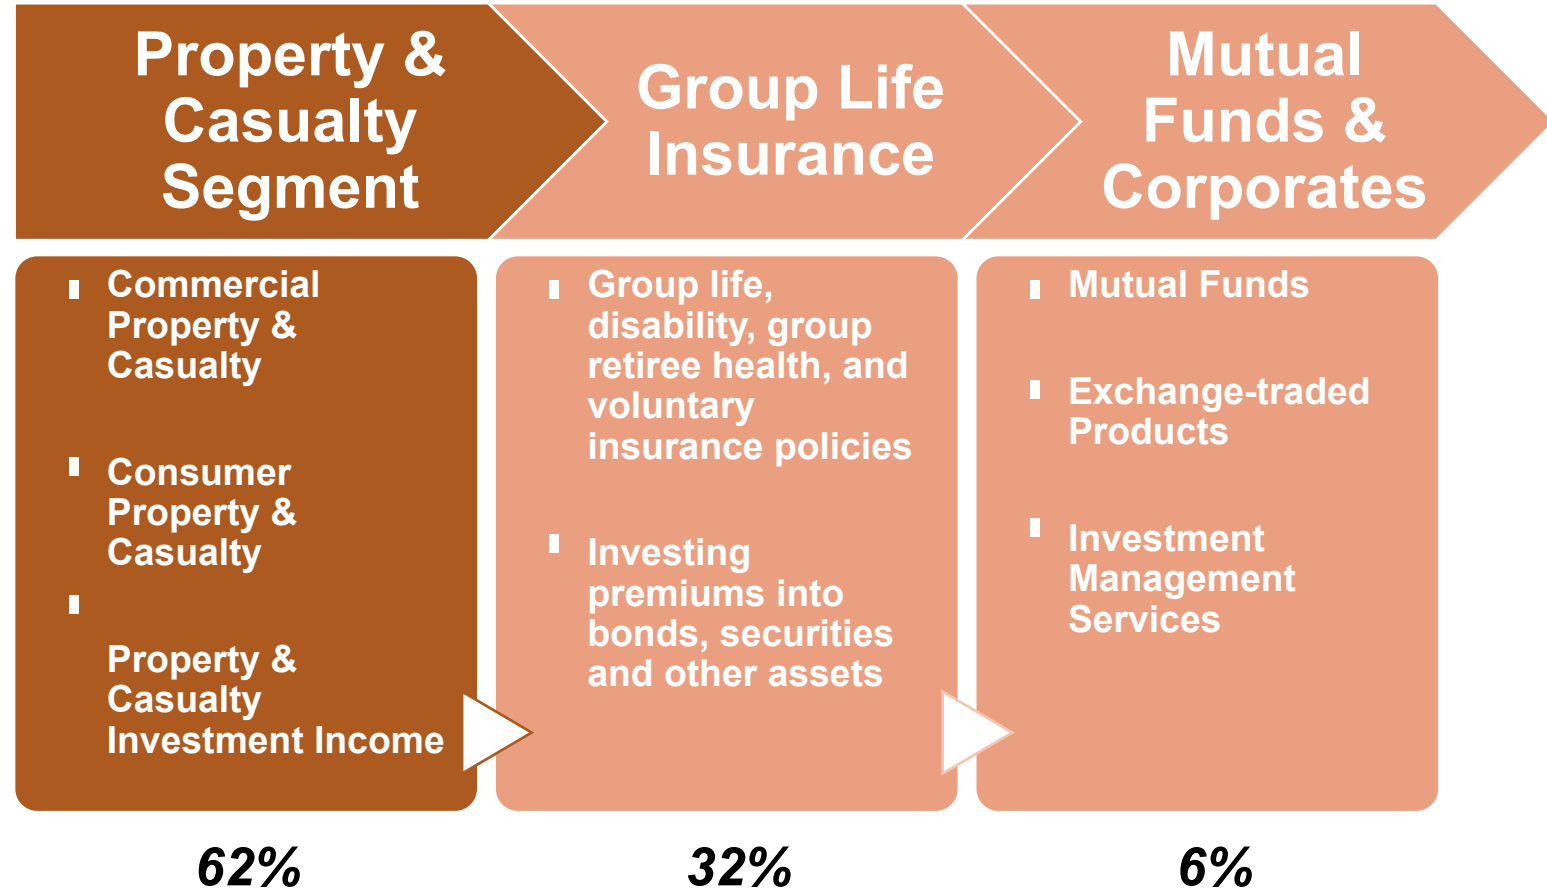 Property &
Casualty
Segment
Group Life
Insurance
Mutual
Funds &
Corporates
Commercial
Property &
Casualty
Consumer
Property &
Casualty
Property &
Casualty
Investment Income
Group life,
disability, group
retiree health, and
voluntary
insurance policies
Investing
premiums into
bonds, securities
and other assets
Mutual Funds
Exchange-traded
Products
Investment
Management
Services
62%
32%
6%